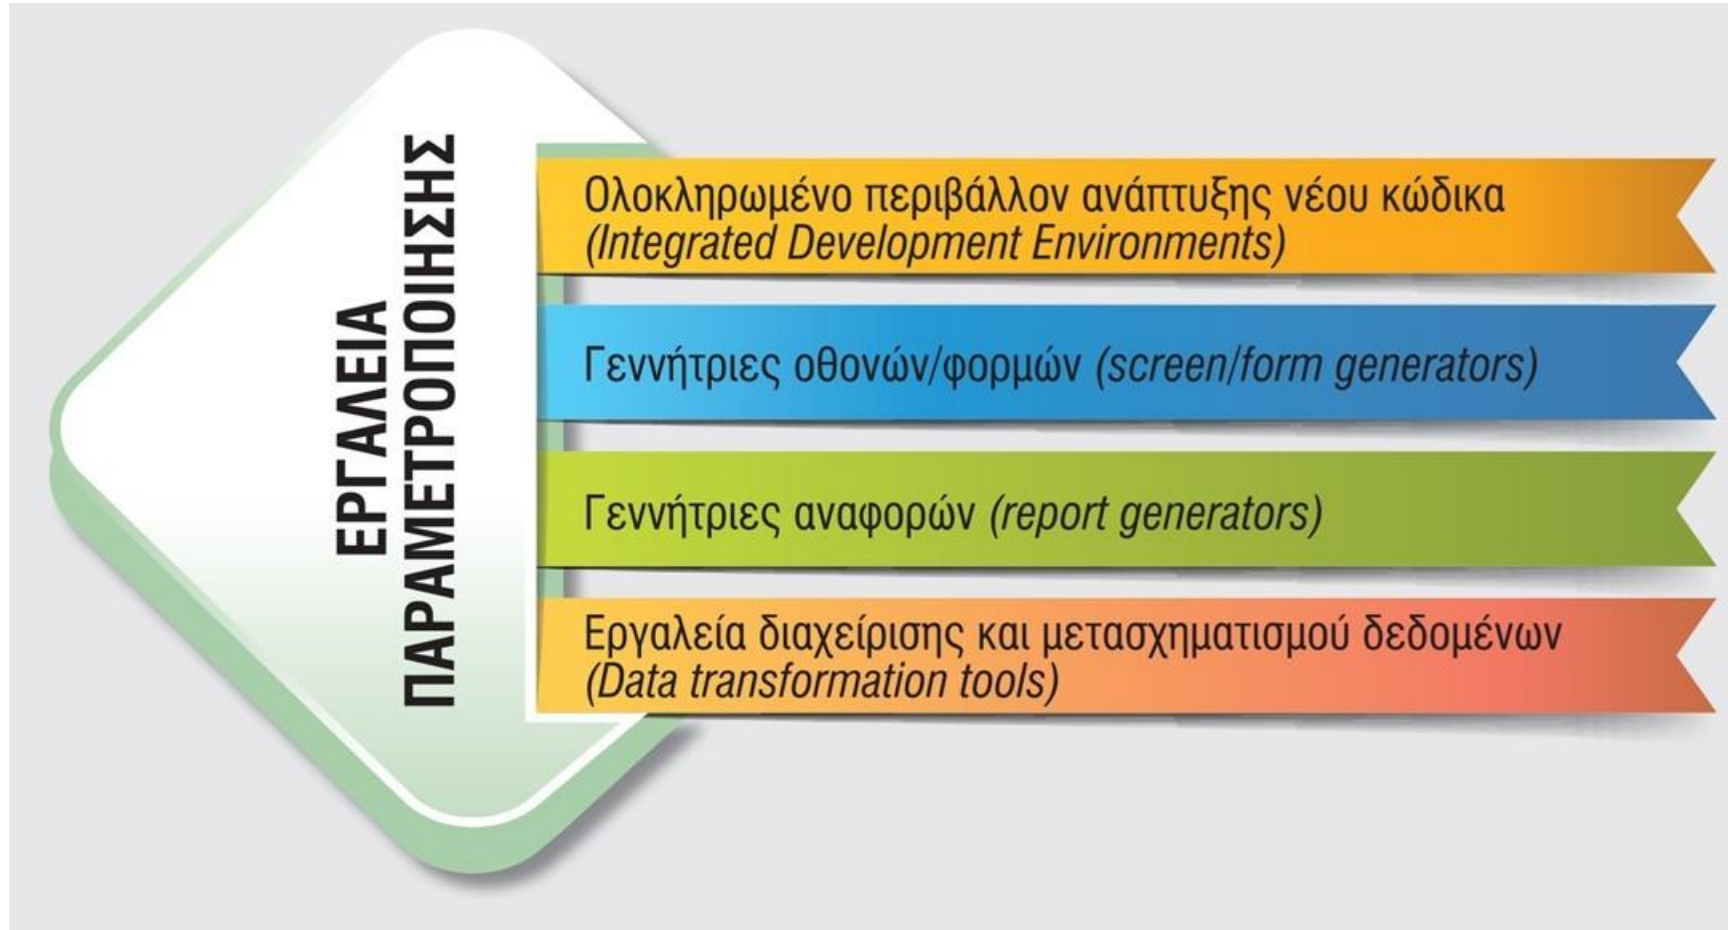 ΕΡΓΑΛΕΙΑ
ΠΑΡΑΜΕΤΡΟΠΟΙΗΣΗΣ
Ολοκληρωμένο περιβάλλον ανάπτυξης νέου κώδικα
(Integrated Development Environments)
Γεννήτριες οθονών/φορμών (screen/form generators)
Γεννήτριες αναφορών (report generators)
Εργαλεία διαχείρισης και μετασχηματισμού δεδομένων
(Data transformation tools)